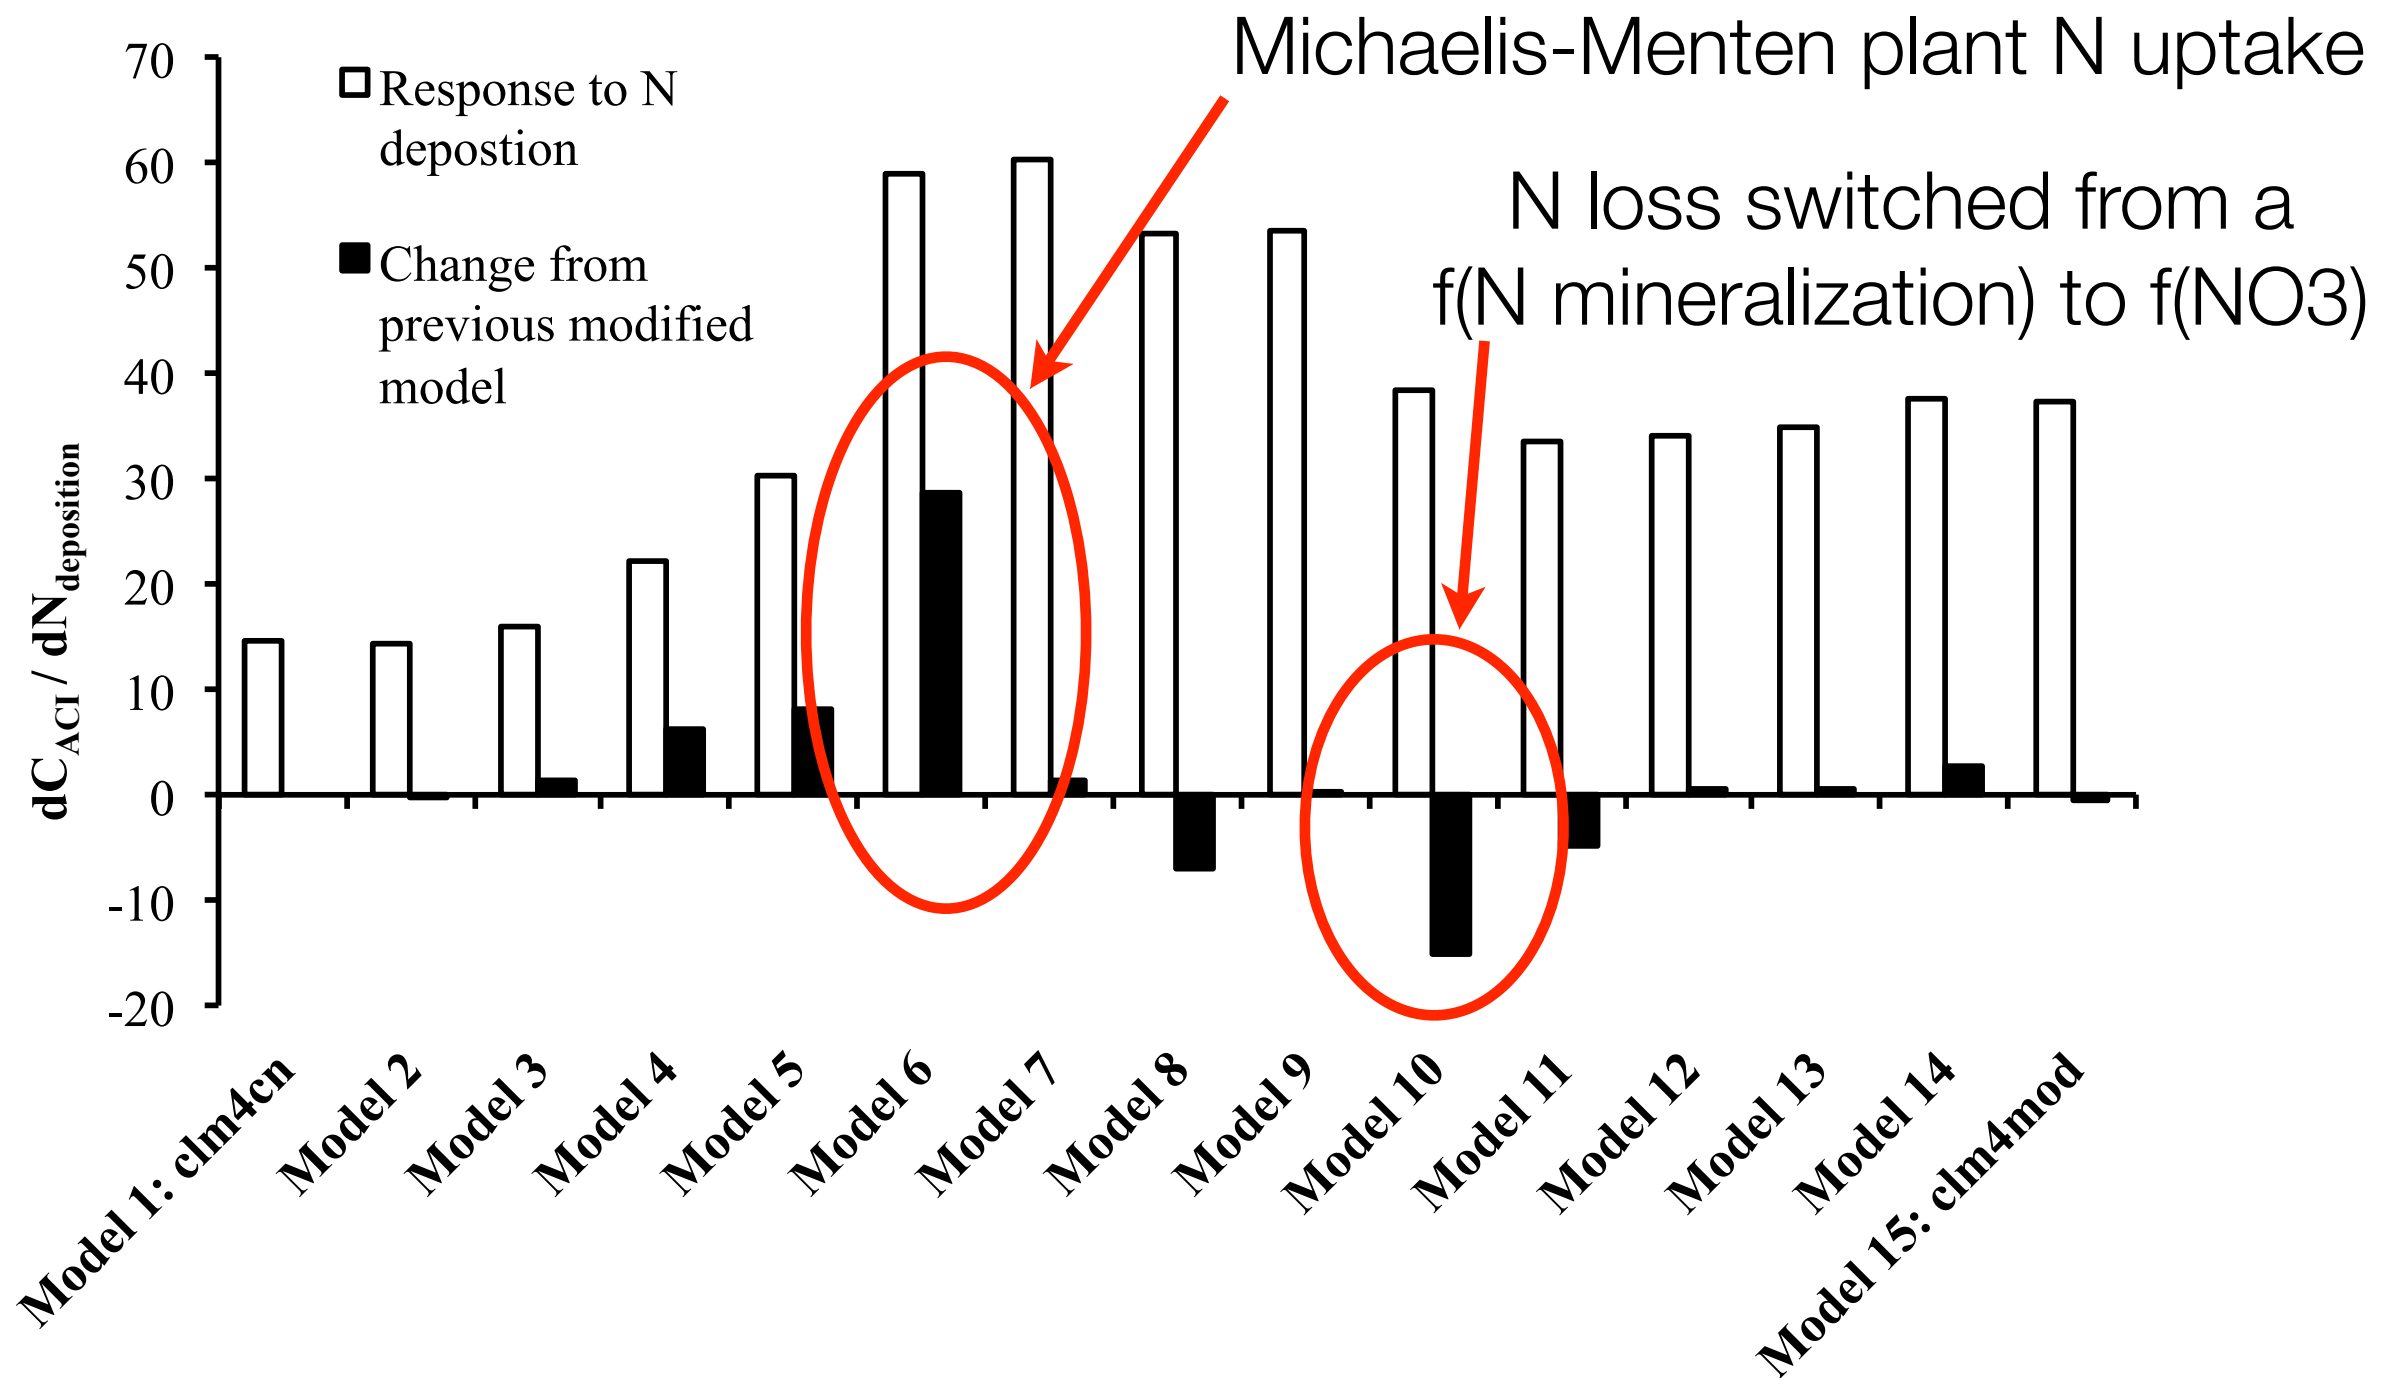 Michaelis-Menten plant N uptake
N loss switched from a
f(N mineralization) to f(NO3)
Response to N
depostion
Change from
previous modified
model
70
60
50
40
30
20
10
0
-10
-20
dC_ACI / dN_deposition
Model 1: clm4cn
Model 2
Model 3
Model 4
Model 5
Model 6
Model 7
Model 8
Model 9
Model 10
Model 11
Model 12
Model 13
Model 14
Model 15: clm4mod